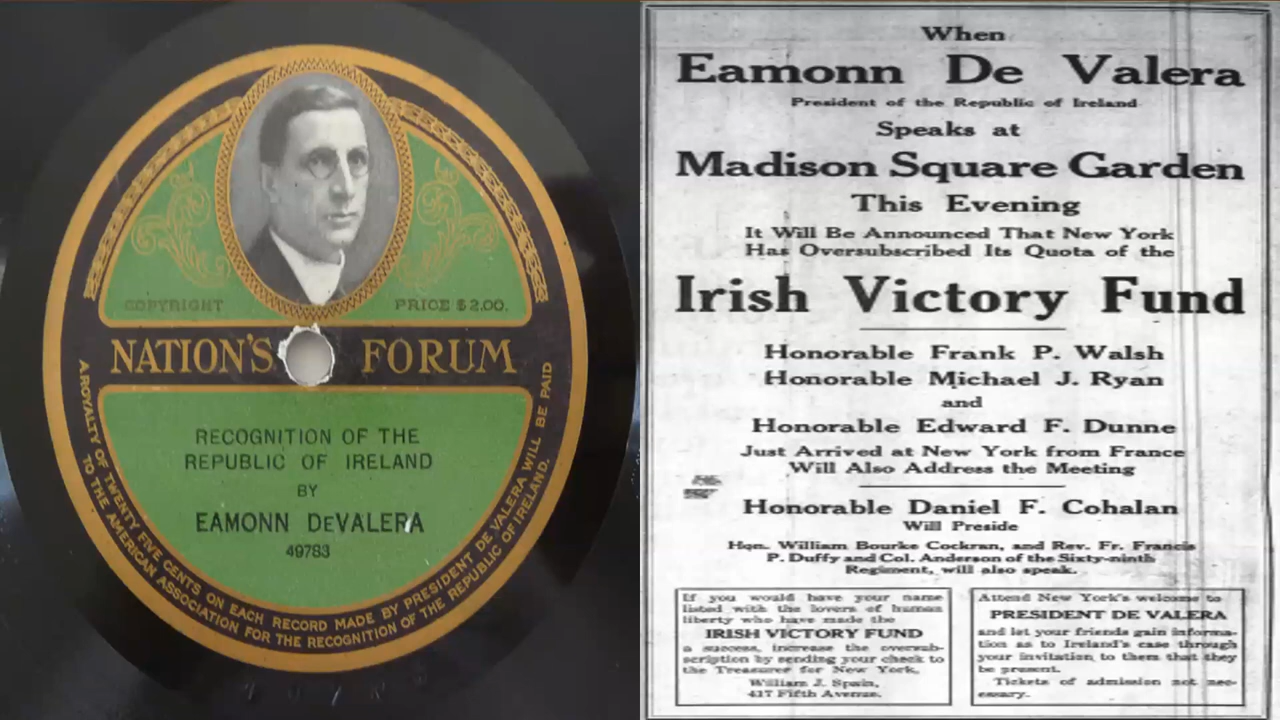 COPYRIGHT
PRICE $2.00.
NATION'S FORUM
RECOGNITION OF THE
REPUBLIC OF IRELAND
BY
EAMONN DEVALERA
49783
A ROYALTY OF TWENTY FIVE CENTS ON EACH RECORD MADE BY PRESIDENT DE VALERA WILL BE PAID
TO THE AMERICAN ASSOCIATION FOR THE RECOGNITION OF THE REPUBLIC OF IRELAND.
When
Eamonn De Valera
President of the Republic of Ireland
Speaks at
Madison Square Garden
This Evening
It Will Be Announced That New York
Has Oversubscribed Its Quota of the
Irish Victory Fund
Honorable Frank P. Walsh
Honorable Michael J. Ryan
and
Honorable Edward F. Dunne
Just Arrived at New York from France
Will Also Address the Meeting
Honorable Daniel F. Cohalan
Will Preside
Hon. William Bourke Cockran, and Rev. Fr. Francis
P. Duffy and Col. Anderson of the Sixty-ninth
Regiment, will also speak.
If you would have your name
listed with the lovers of human
liberty who have made the
IRISH VICTORY FUND
a success, increase the oversub-
scription by sending your check to
the Treasurer for New York,
William J. Spain,
417 Fifth Avenue.
Attend New York's welcome to
PRESIDENT DE VALERA
and let your friends gain informa-
tion as to Ireland's case through
your invitation to them that they
be present.
Tickets of admission not nec-
essary.